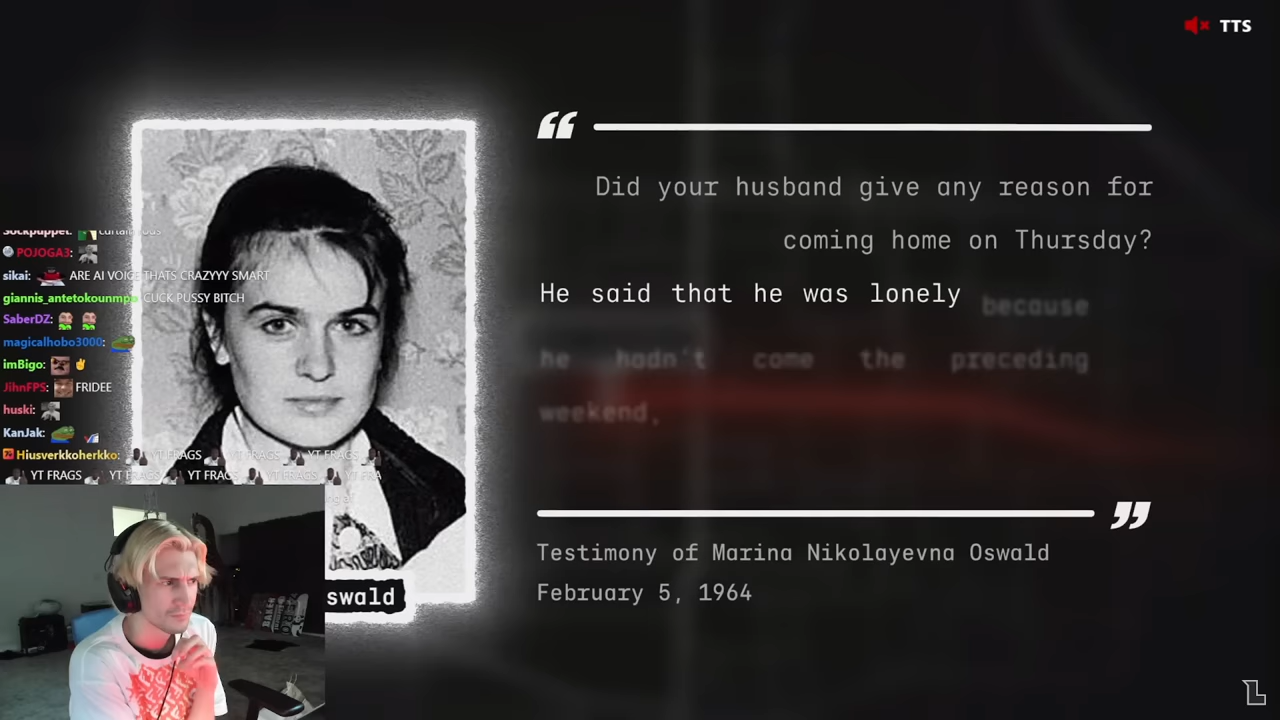 TTS
Did your husband give any reason for
coming home on Thursday?
He said that he was lonely because
he hadn't come the preceding
weekend,
Testimony of Marina Nikolayevna Oswald
February 5, 1964
swald
Sockpuppet:
POJOGA3:
sikai: ARE AI VOICE THATS CRAZYYY SMART
giannis_antetokounmpo CUCK PUSSY BITCH
SaberDZ:
magicalhobo3000:
imBigo:
JihnFPS: FRIDEE
huski:
KanJak:
Hiusverkkoherkko: YT FRAGS YT FRAGS YT FRAGS
YT FRAGS YT FRAGS YT FRAGS YT FRAGS YT FRA